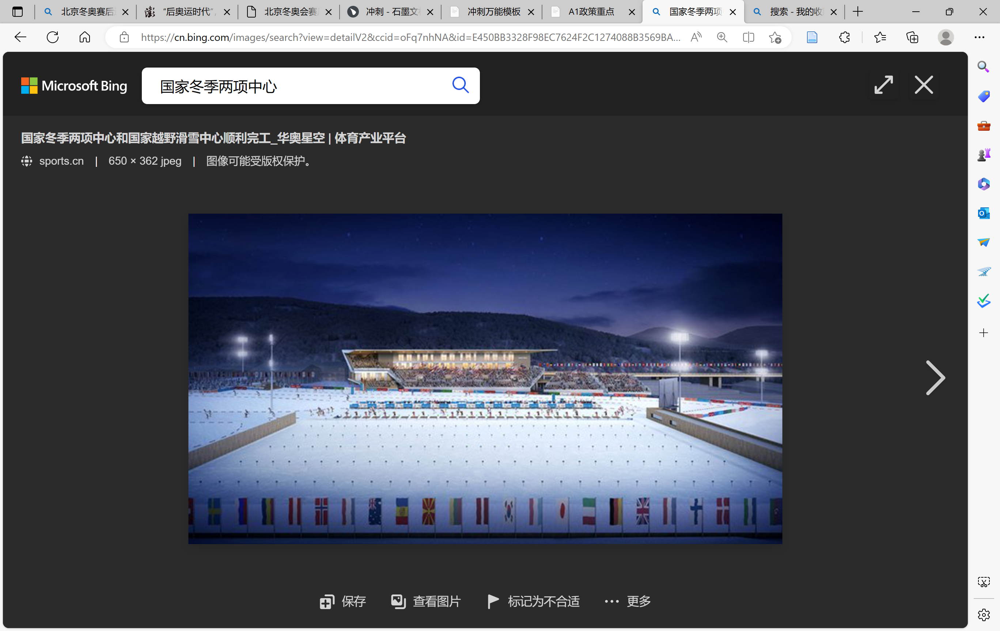 北京冬奥赛后
“后奥运时代”,
北京冬奥会赛
冲刺 - 石墨文
冲刺万能模板
A1政策重点
国家冬季两项
搜索 - 我的收
https://cn.bing.com/images/search?view=detailV2&ccid=oFq7nhNA&id=E450BB3328F98EC7624F2C1274088B3569BA...
Microsoft Bing
国家冬季两项中心
国家冬季两项中心和国家越野滑雪中心顺利完工_华奥星空 | 体育产业平台
sports.cn | 650 × 362 jpeg | 图像可能受版权保护。
保存
查看图片
标记为不合适
更多